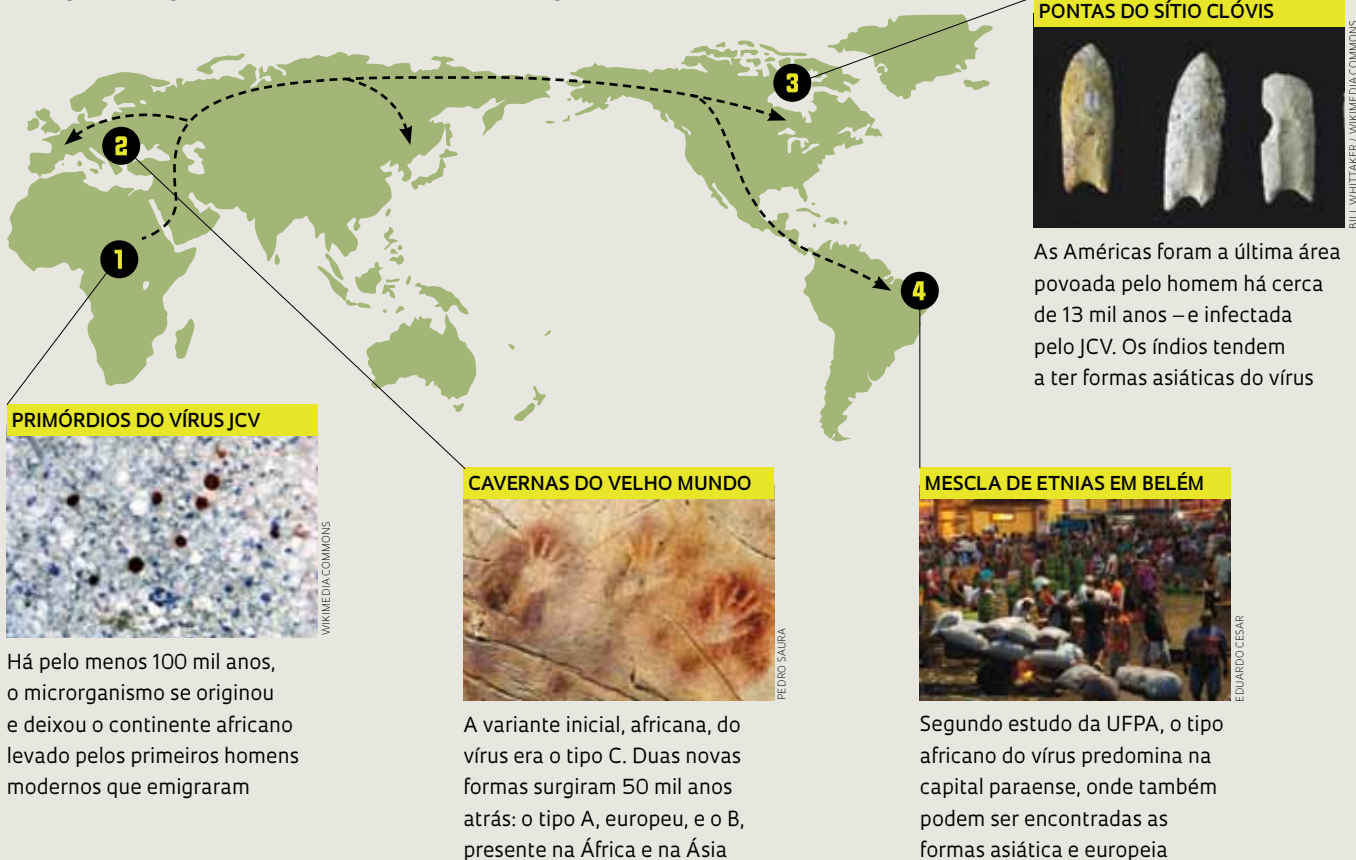 PONTAS DO SÍTIO CLÓVIS
BILL WHITTAKER / WIKIMEDIA COMMONS
As Américas foram a última área
povoada pelo homem há cerca
de 13 mil anos – e infectada
pelo JCV. Os índios tendem
a ter formas asiáticas do vírus
3
2
1
4
PRIMÓRDIOS DO VÍRUS JCV
WIKIMEDIA COMMONS
Há pelo menos 100 mil anos,
o microrganismo se originou
e deixou o continente africano
levado pelos primeiros homens
modernos que emigraram
CAVERNAS DO VELHO MUNDO
PEDRO SAURA
A variante inicial, africana, do
vírus era o tipo C. Duas novas
formas surgiram 50 mil anos
atrás: o tipo A, europeu, e o B,
presente na África e na Ásia
MESCLA DE ETNIAS EM BELÉM
EDUARDO CESAR
Segundo estudo da UFPA, o tipo
africano do vírus predomina na
capital paraense, onde também
podem ser encontradas as
formas asiática e europeia